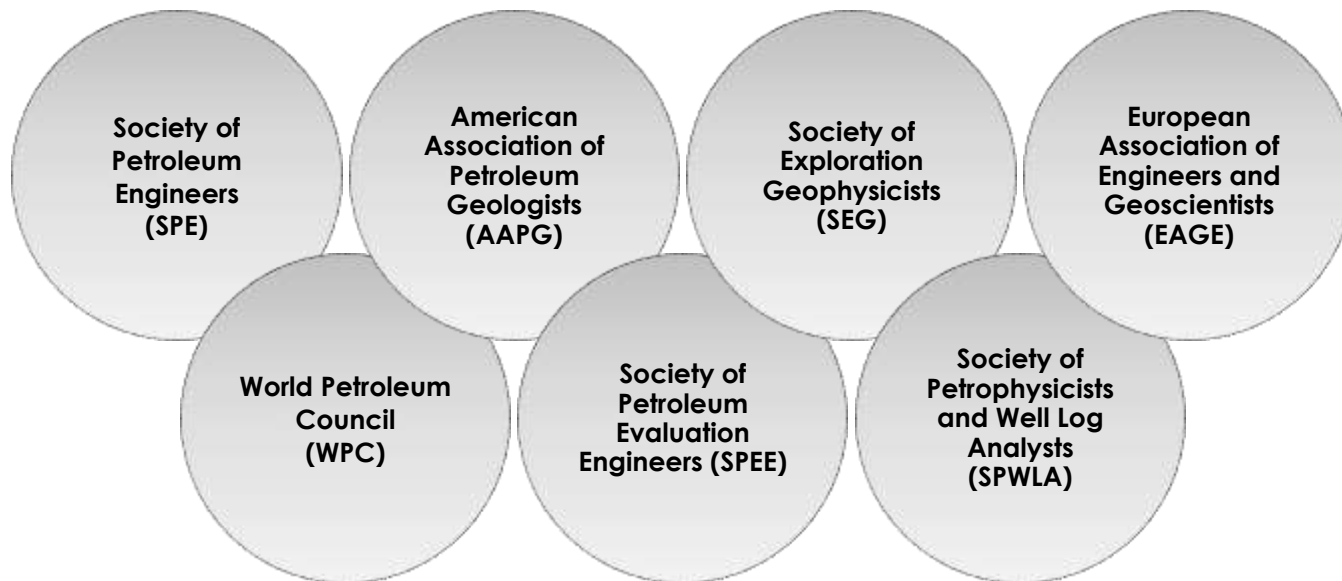 Society of
Petroleum
Engineers
(SPE)
World Petroleum
Council
(WPC)
American
Association of
Petroleum
Geologists
(AAPG)
Society of
Petroleum
Evaluation
Engineers (SPEE)
Society of
Exploration
Geophysicists
(SEG)
Society of
Petrophysicists
and Well Log
Analysts
(SPWLA)
European
Association of
Engineers and
Geoscientists
(EAGE)